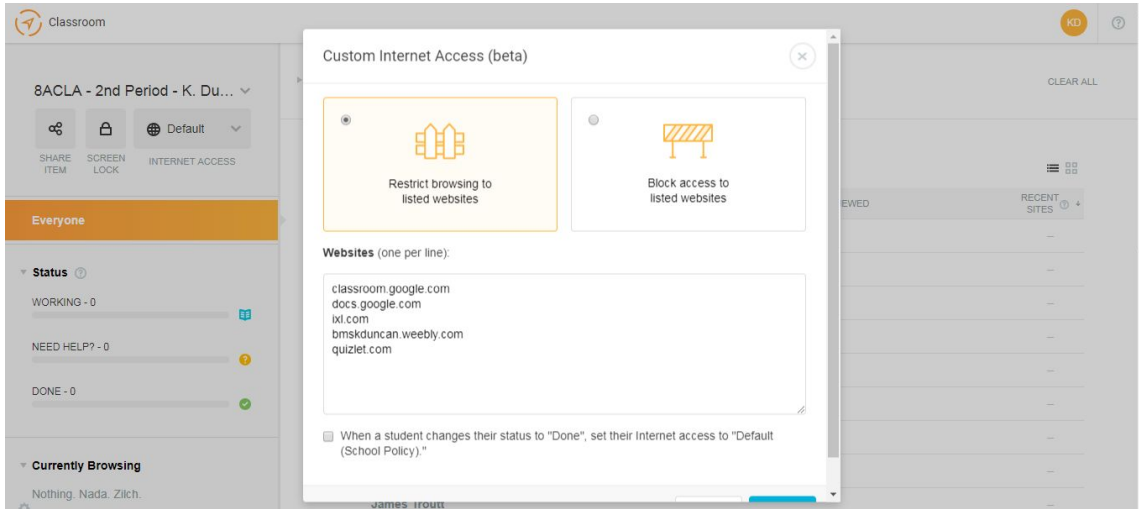 Classroom
KD
8ACLA - 2nd Period - K. Du...
Default
SHARE
ITEM
SCREEN
LOCK
INTERNET ACCESS
Everyone
Status
WORKING - 0
NEED HELP? - 0
DONE - 0
Currently Browsing
Nothing. Nada. Zilch.
Custom Internet Access (beta)
Restrict browsing to
listed websites
Block access to
listed websites
Websites (one per line):
classroom.google.com
docs.google.com
ixl.com
bmskduncan.weebly.com
quizlet.com
When a student changes their status to "Done", set their Internet access to "Default
(School Policy)."
CLEAR ALL
EWED
RECENT
SITES
James Troutt